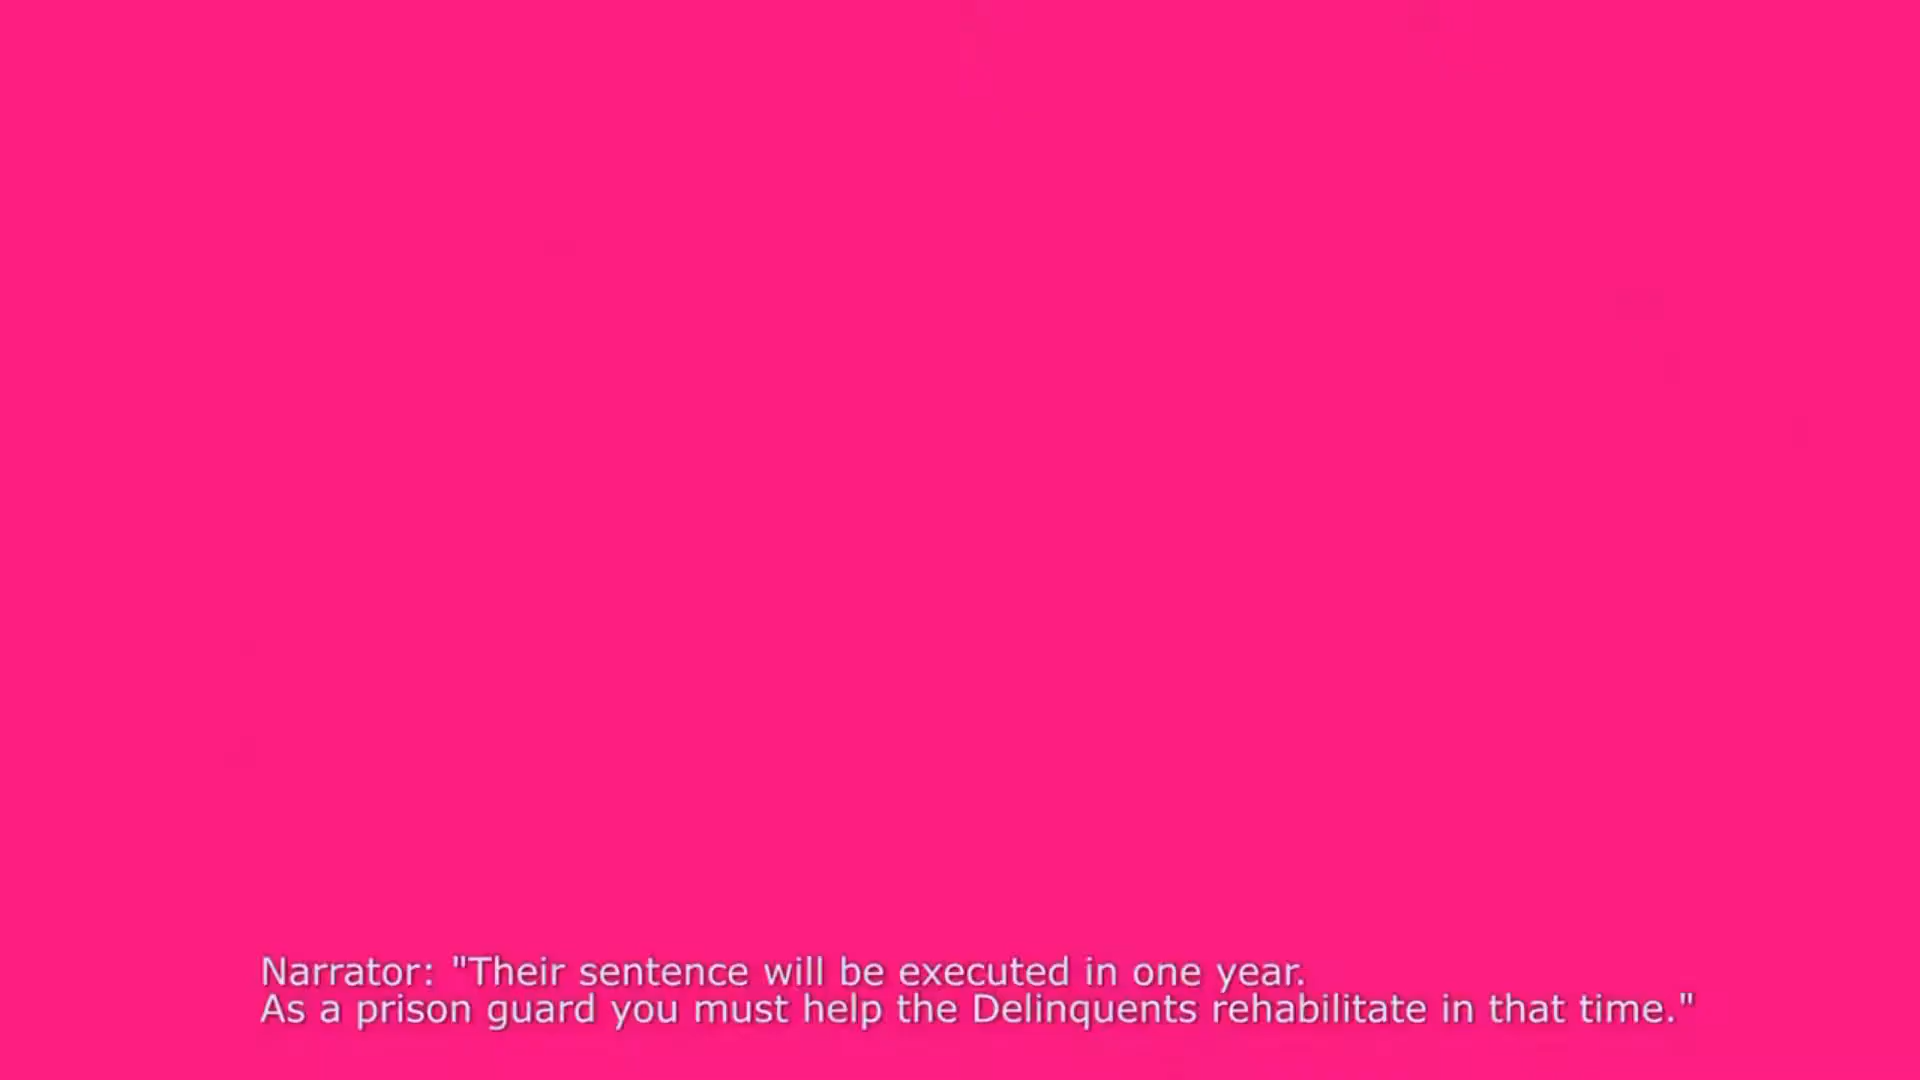 Narrator: "Their sentence will be executed in one year.
As a prison guard you must help the Delinquents rehabilitate in that time."